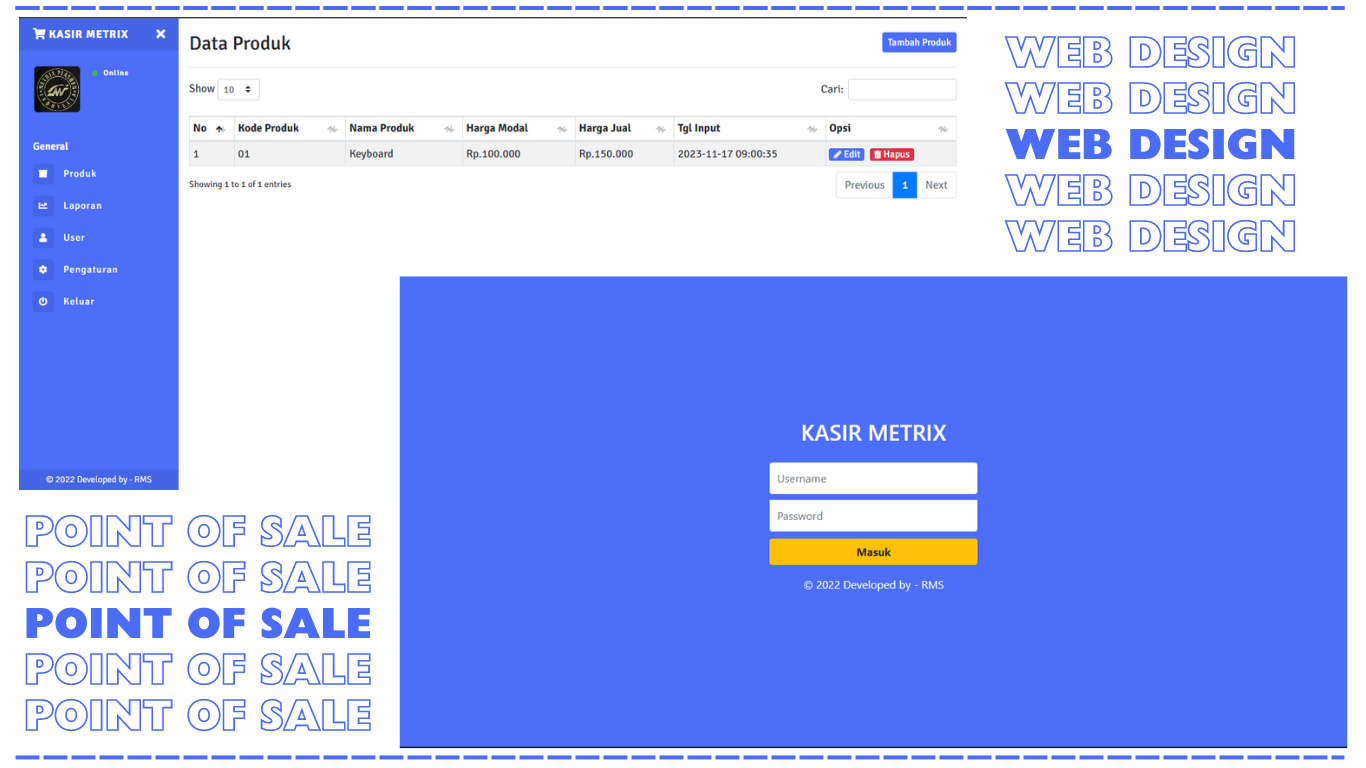 KASIR METRIX
Online
General
Produk
Laporan
User
Pengaturan
Keluar
© 2022 Developed by - RMS
Data Produk
Tambah Produk
Show 10
Cari:
No Kode Produk Nama Produk Harga Modal Harga Jual Tgl Input Opsi
1 01 Keyboard Rp.100.000 Rp.150.000 2023-11-17 09:00:35 Edit Hapus
Showing 1 to 1 of 1 entries
Previous 1 Next
WEB DESIGN
WEB DESIGN
WEB DESIGN
WEB DESIGN
WEB DESIGN
KASIR METRIX
Username
Password
Masuk
© 2022 Developed by - RMS
POINT OF SALE
POINT OF SALE
POINT OF SALE
POINT OF SALE
POINT OF SALE